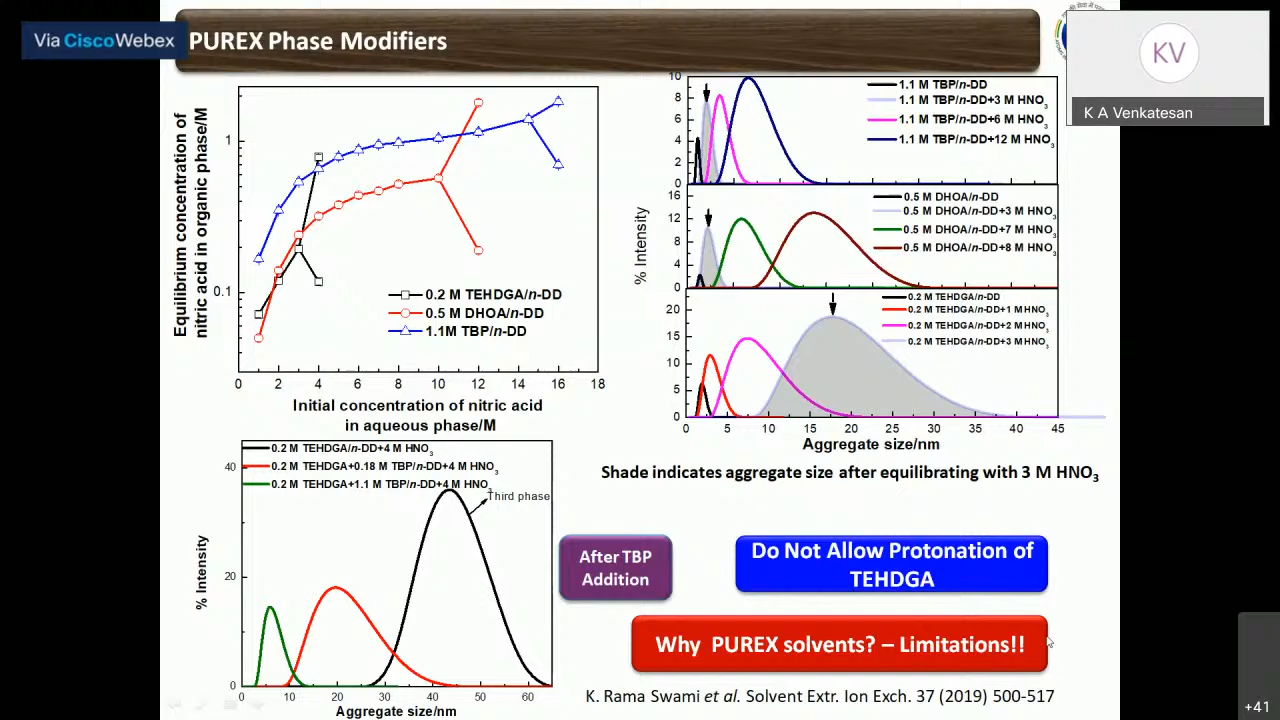 Via CiscoWebex
PUREX Phase Modifiers
KV
K A Venkatesan
Equilibrium concentration of
nitric acid in organic phase/M
1
0.1
0.2 M TEHDGA/n-DD
0.5 M DHOA/n-DD
1.1M TBP/n-DD
0 2 4 6 8 10 12 14 16 18
Initial concentration of nitric acid
in aqueous phase/M
% Intensity
10
8
6
4
2
0
1.1 M TBP/n-DD
1.1 M TBP/n-DD+3 M HNO3
1.1 M TBP/n-DD+6 M HNO3
1.1 M TBP/n-DD+12 M HNO3
16
12
8
4
0
0.5 M DHOA/n-DD
0.5 M DHOA/n-DD+3 M HNO3
0.5 M DHOA/n-DD+7 M HNO3
0.5 M DHOA/n-DD+8 M HNO3
20
15
10
5
0
0.2 M TEHDGA/n-DD
0.2 M TEHDGA/n-DD+1 M HNO3
0.2 M TEHDGA/n-DD+2 M HNO3
0.2 M TEHDGA/n-DD+3 M HNO3
0 5 10 15 20 25 30 35 40 45
Aggregate size/nm
Shade indicates aggregate size after equilibrating with 3 M HNO3
0.2 M TEHDGA/n-DD+4 M HNO3
0.2 M TEHDGA+0.18 M TBP/n-DD+4 M HNO3
0.2 M TEHDGA+1.1 M TBP/n-DD+4 M HNO3
Third phase
% Intensity
40
20
0
0 10 20 30 40 50 60
Aggregate size/nm
After TBP
Addition
Do Not Allow Protonation of
TEHDGA
Why PUREX solvents? – Limitations!!
K. Rama Swami et al. Solvent Extr. Ion Exch. 37 (2019) 500-517
+41